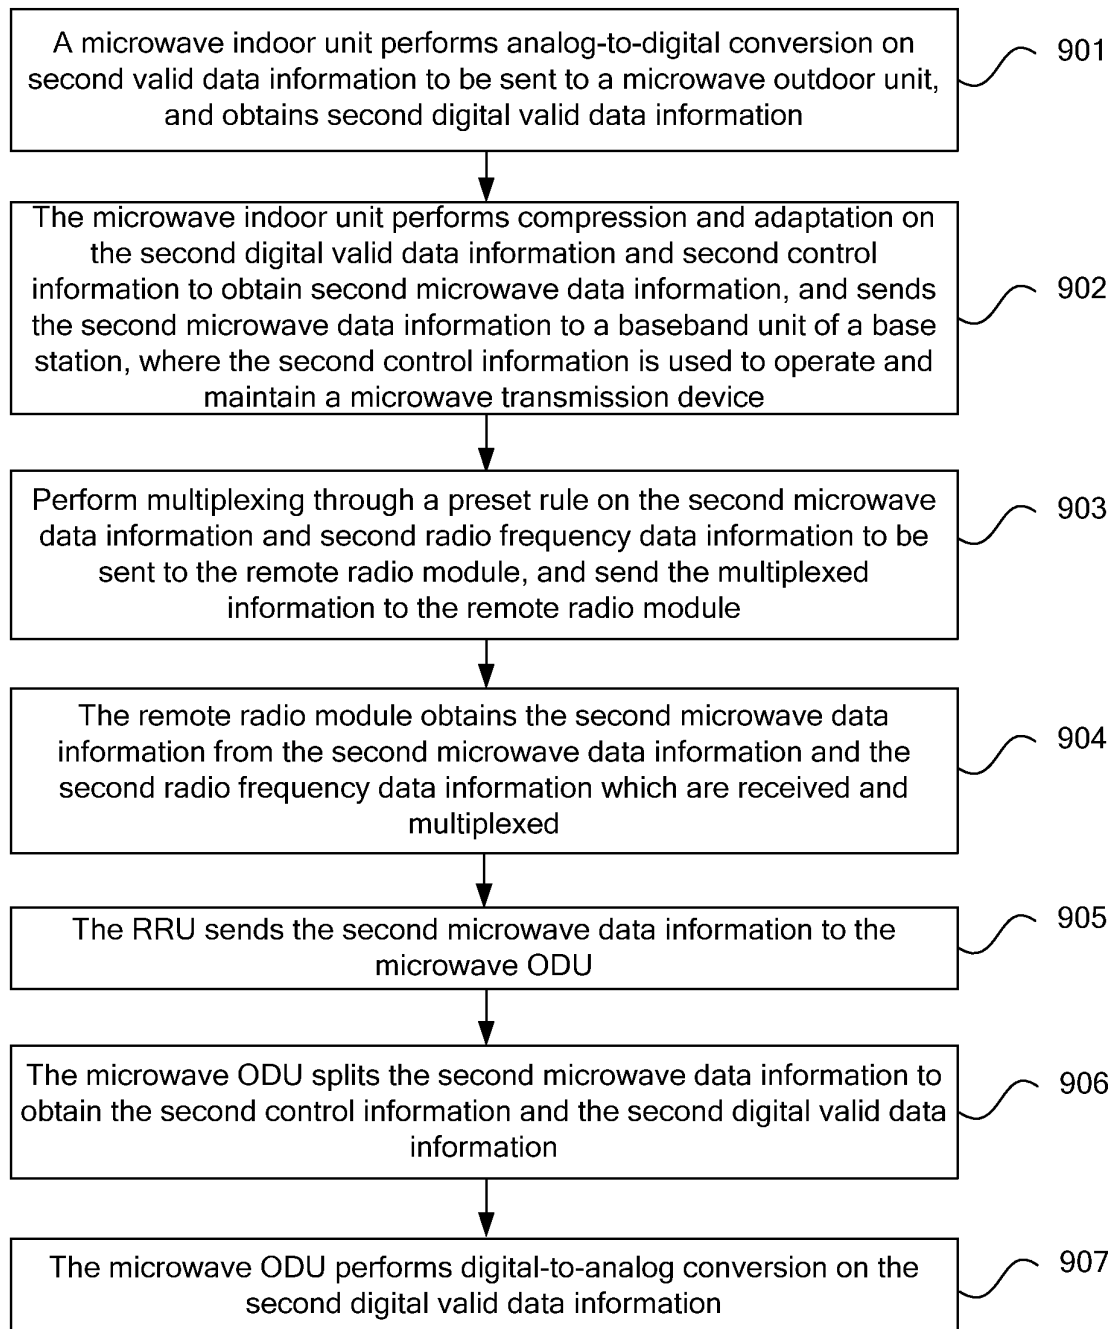 A microwave indoor unit performs analog-to-digital conversion on
second valid data information to be sent to a microwave outdoor unit,
and obtains second digital valid data information
901
The microwave indoor unit performs compression and adaptation on
the second digital valid data information and second control
information to obtain second microwave data information, and sends
the second microwave data information to a baseband unit of a base
station, where the second control information is used to operate and
maintain a microwave transmission device
902
Perform multiplexing through a preset rule on the second microwave
data information and second radio frequency data information to be
sent to the remote radio module, and send the multiplexed
information to the remote radio module
903
The remote radio module obtains the second microwave data
information from the second microwave data information and the
second radio frequency data information which are received and
multiplexed
904
The RRU sends the second microwave data information to the
microwave ODU
905
The microwave ODU splits the second microwave data information to
obtain the second control information and the second digital valid data
information
906
The microwave ODU performs digital-to-analog conversion on the
second digital valid data information
907